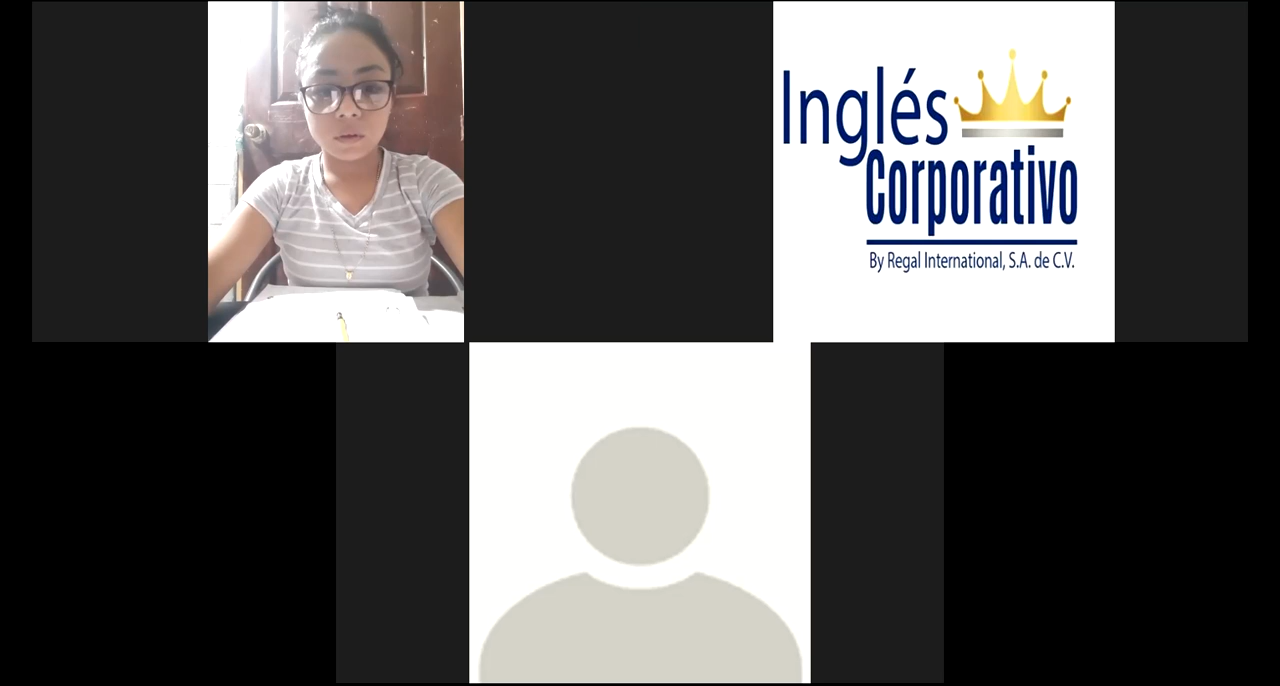 Inglés
Corporativo
By Regal International, S.A. de C.V.